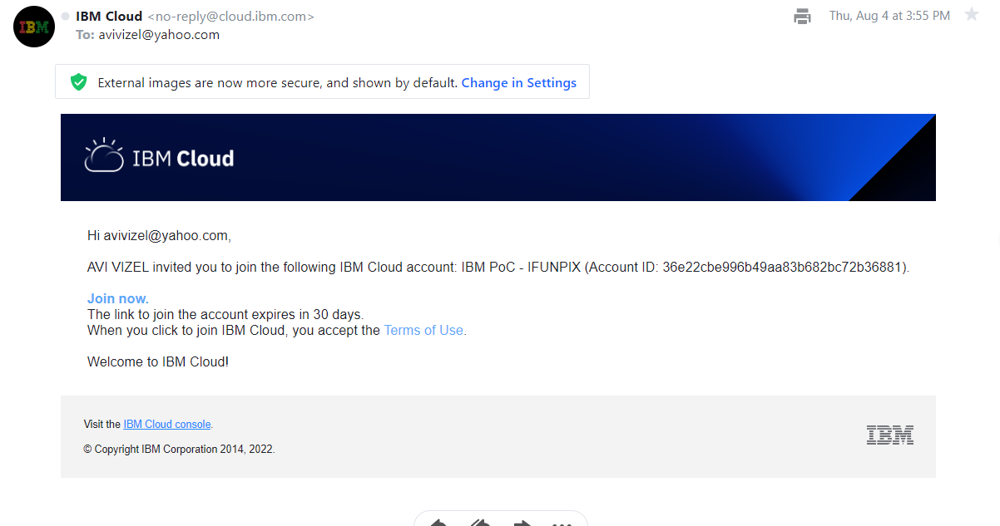 IBM
IBM Cloud <no-reply@cloud.ibm.com>
Thu, Aug 4 at 3:55 PM
To: avivizel@yahoo.com
External images are now more secure, and shown by default. Change in Settings
IBM Cloud
Hi avivizel@yahoo.com,
AVI VIZEL invited you to join the following IBM Cloud account: IBM PoC - IFUNPIX (Account ID: 36e22cbe996b49aa83b682bc72b36881).
Join now.
The link to join the account expires in 30 days.
When you click to join IBM Cloud, you accept the Terms of Use.
Welcome to IBM Cloud!
Visit the IBM Cloud console.
IBM
© Copyright IBM Corporation 2014, 2022.